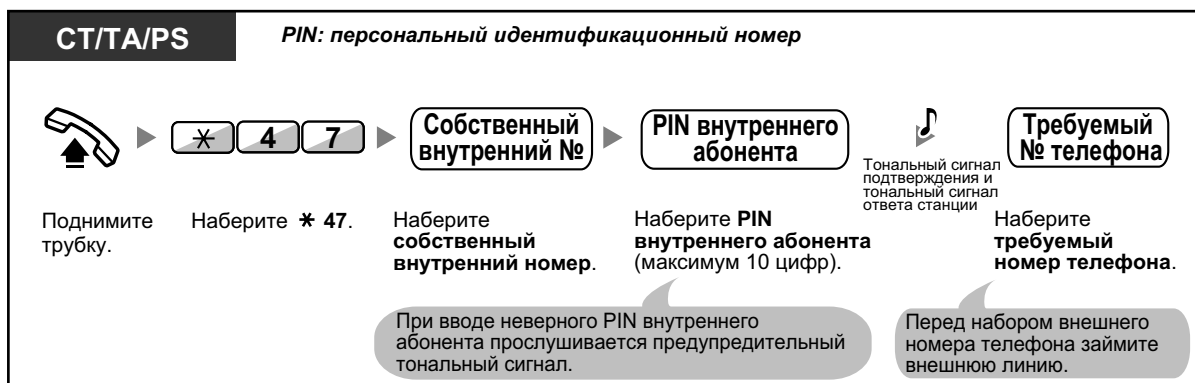 CT/TA/PS
PIN: персональный идентификационный номер
* 4 7
Собственный
внутренний №
PIN внутреннего
абонента
Тональный сигнал
подтверждения и
тональный сигнал
ответа станции
Требуемый
№ телефона
Поднимите
трубку.
Наберите * 47.
Наберите
собственный
внутренний номер.
Наберите PIN
внутреннего абонента
(максимум 10 цифр).
Наберите
требуемый
номер телефона.
При вводе неверного PIN внутреннего
абонента прослушивается предупредительный
тональный сигнал.
Перед набором внешнего
номера телефона займите
внешнюю линию.